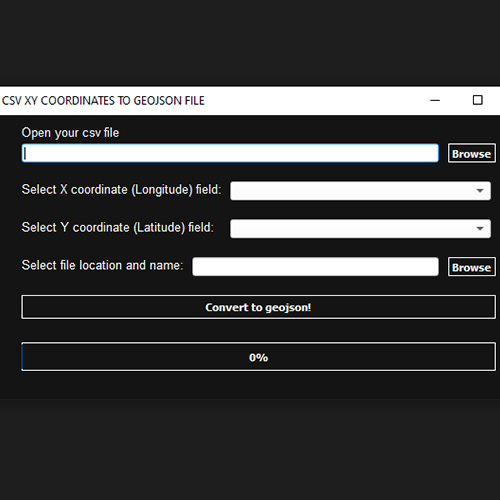 CSV XY COORDINATES TO GEOJSON FILE
Open your csv file
Browse
Select X coordinate (Longitude) field:
Select Y coordinate (Latitude) field:
Select file location and name:
Browse
Convert to geojson!
0%